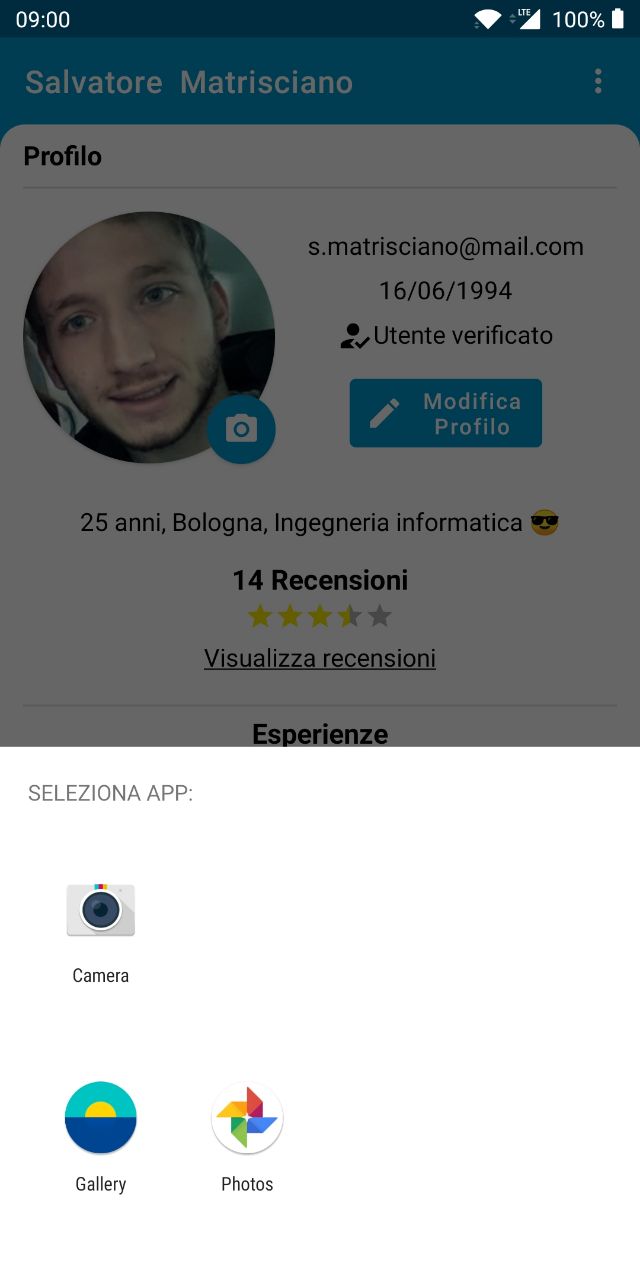 09:00
LTE
100%
Salvatore Matrisciano
Profilo
s.matrisciano@mail.com
16/06/1994
Utente verificato
Modifica
Profilo
25 anni, Bologna, Ingegneria informatica 😎
14 Recensioni
Visualizza recensioni
Esperienze
SELEZIONA APP:
Camera
Gallery
Photos